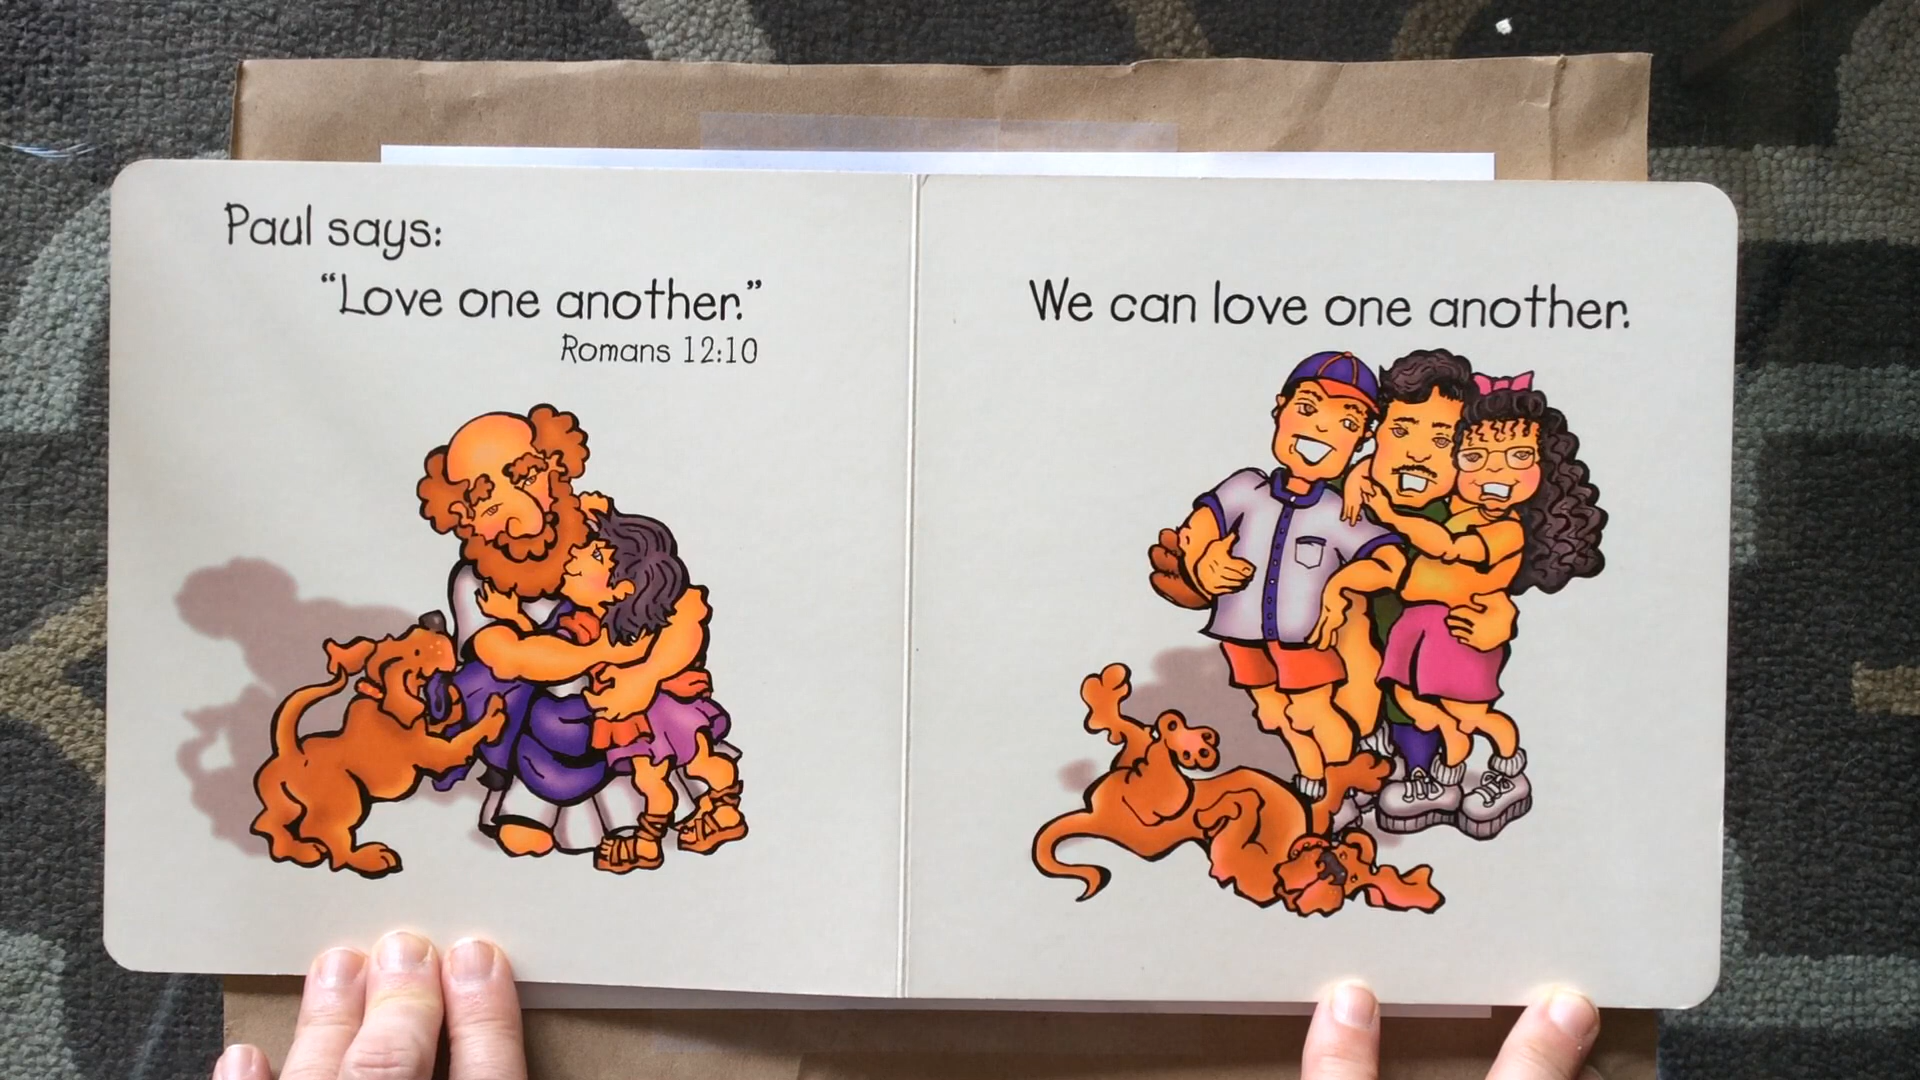 Paul says:
“Love one another.”
Romans 12:10
We can love one another.